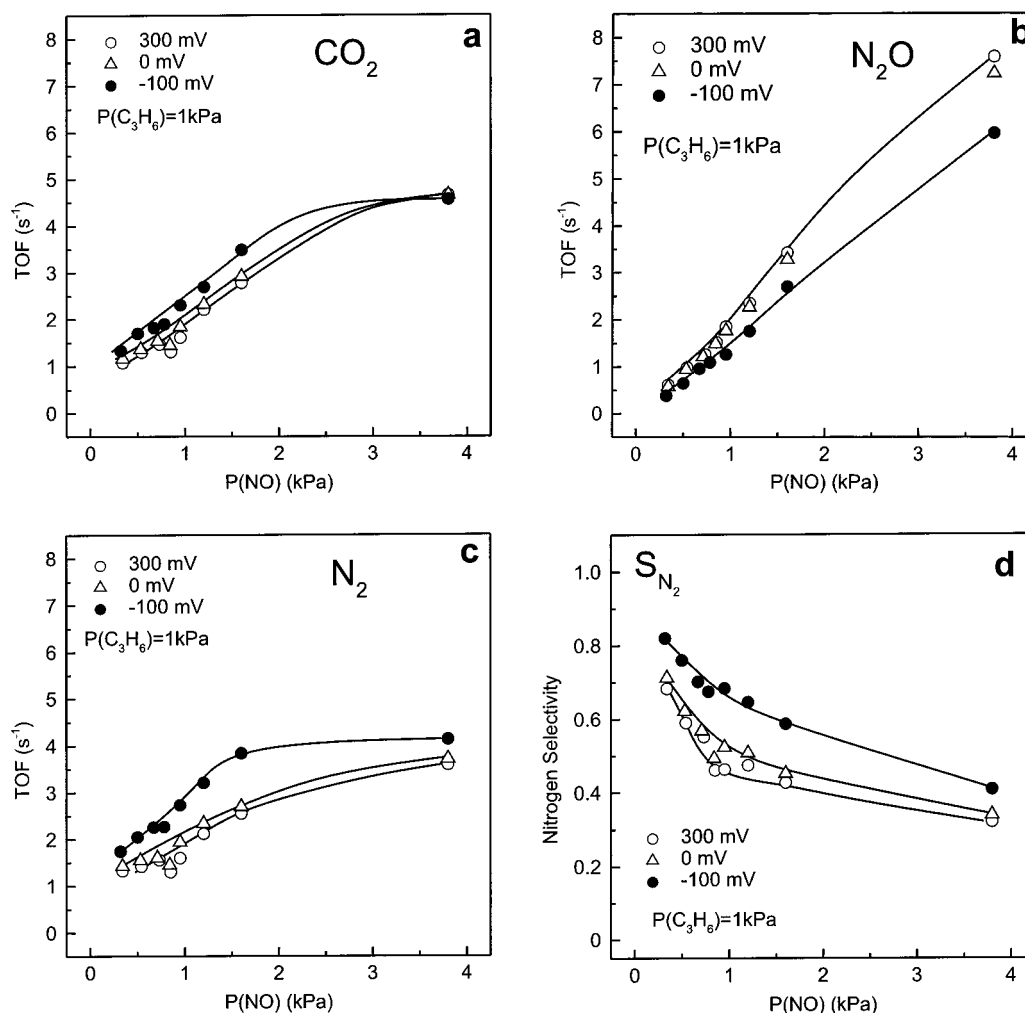 a
CO2
300 mV
0 mV
-100 mV
P(C3H6)=1kPa
TOF (s-1)
8
7
6
5
4
3
2
1
0
0 1 2 3 4
P(NO) (kPa)
b
N2O
300 mV
0 mV
-100 mV
P(C3H6)=1kPa
TOF (s-1)
8
7
6
5
4
3
2
1
0
0 1 2 3 4
P(NO) (kPa)
c
N2
300 mV
0 mV
-100 mV
P(C3H6)=1kPa
TOF (s-1)
8
7
6
5
4
3
2
1
0
0 1 2 3 4
P(NO) (kPa)
d
SN2
Nitrogen Selectivity
1.0
0.8
0.6
0.4
0.2
0
300 mV
0 mV
-100 mV
P(C3H6)=1kPa
0 1 2 3 4
P(NO) (kPa)